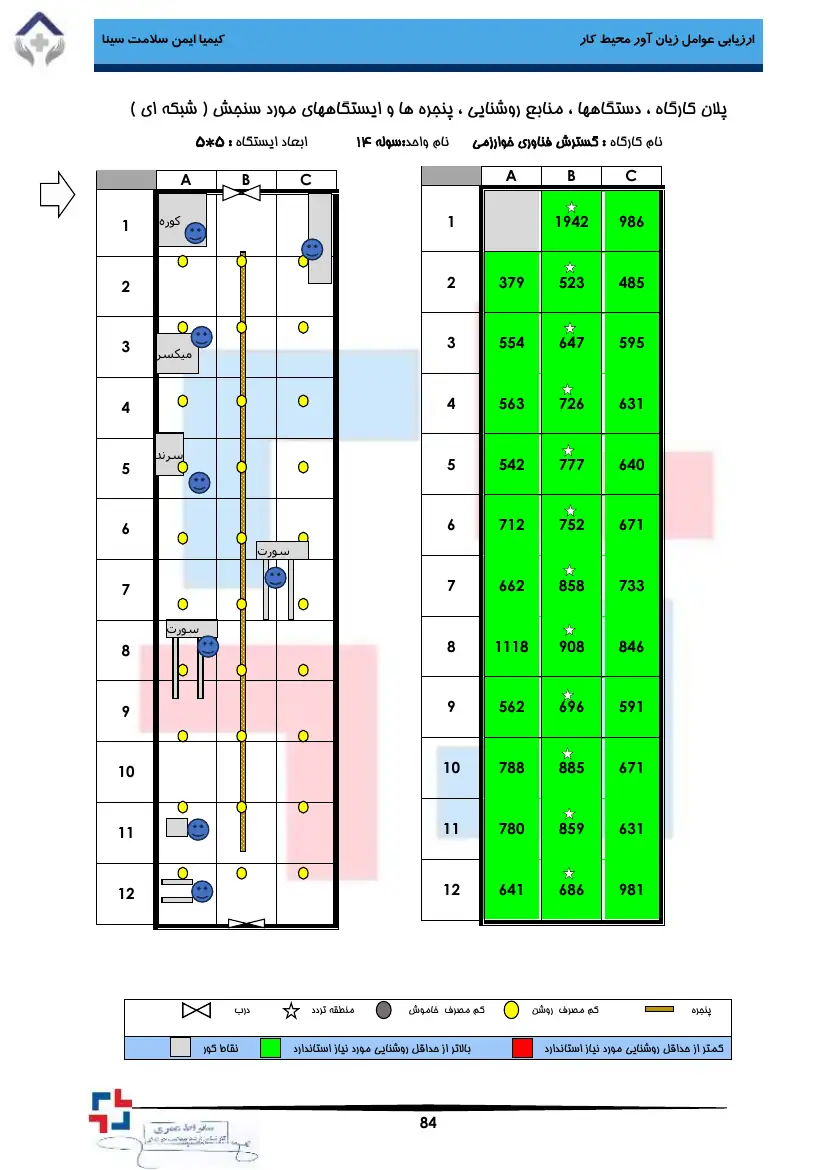 ارزیابی عوامل زیان آور محیط کار
کیمیا ایمن سلامت سینا
پلان کارگاه ، دستگاهها ، منابع روشنایی ، پنجره ها و ایستگاههای مورد سنجش ( شبکه ای )
نام کارگاه : گسترش فناوری خوارزمی نام واحد:سوله ۱۴ ابعاد ایستگاه : ۵*۵
A B C
1 کوره
2
3 میکسر
4
5 سرند
6 سورت
7
8 سورت
9
10
11
12
A B C
1 1942 986
2 379 523 485
3 554 647 595
4 563 726 631
5 542 777 640
6 712 752 671
7 662 858 733
8 1118 908 846
9 562 696 591
10 788 885 671
11 780 859 631
12 641 686 981
پنجره کم مصرف روشن کم مصرف خاموش منطقه تردد درب
کمتر از حداقل روشنایی مورد نیاز استاندارد بالاتر از حداقل روشنایی مورد نیاز استاندارد نقاط کور
84